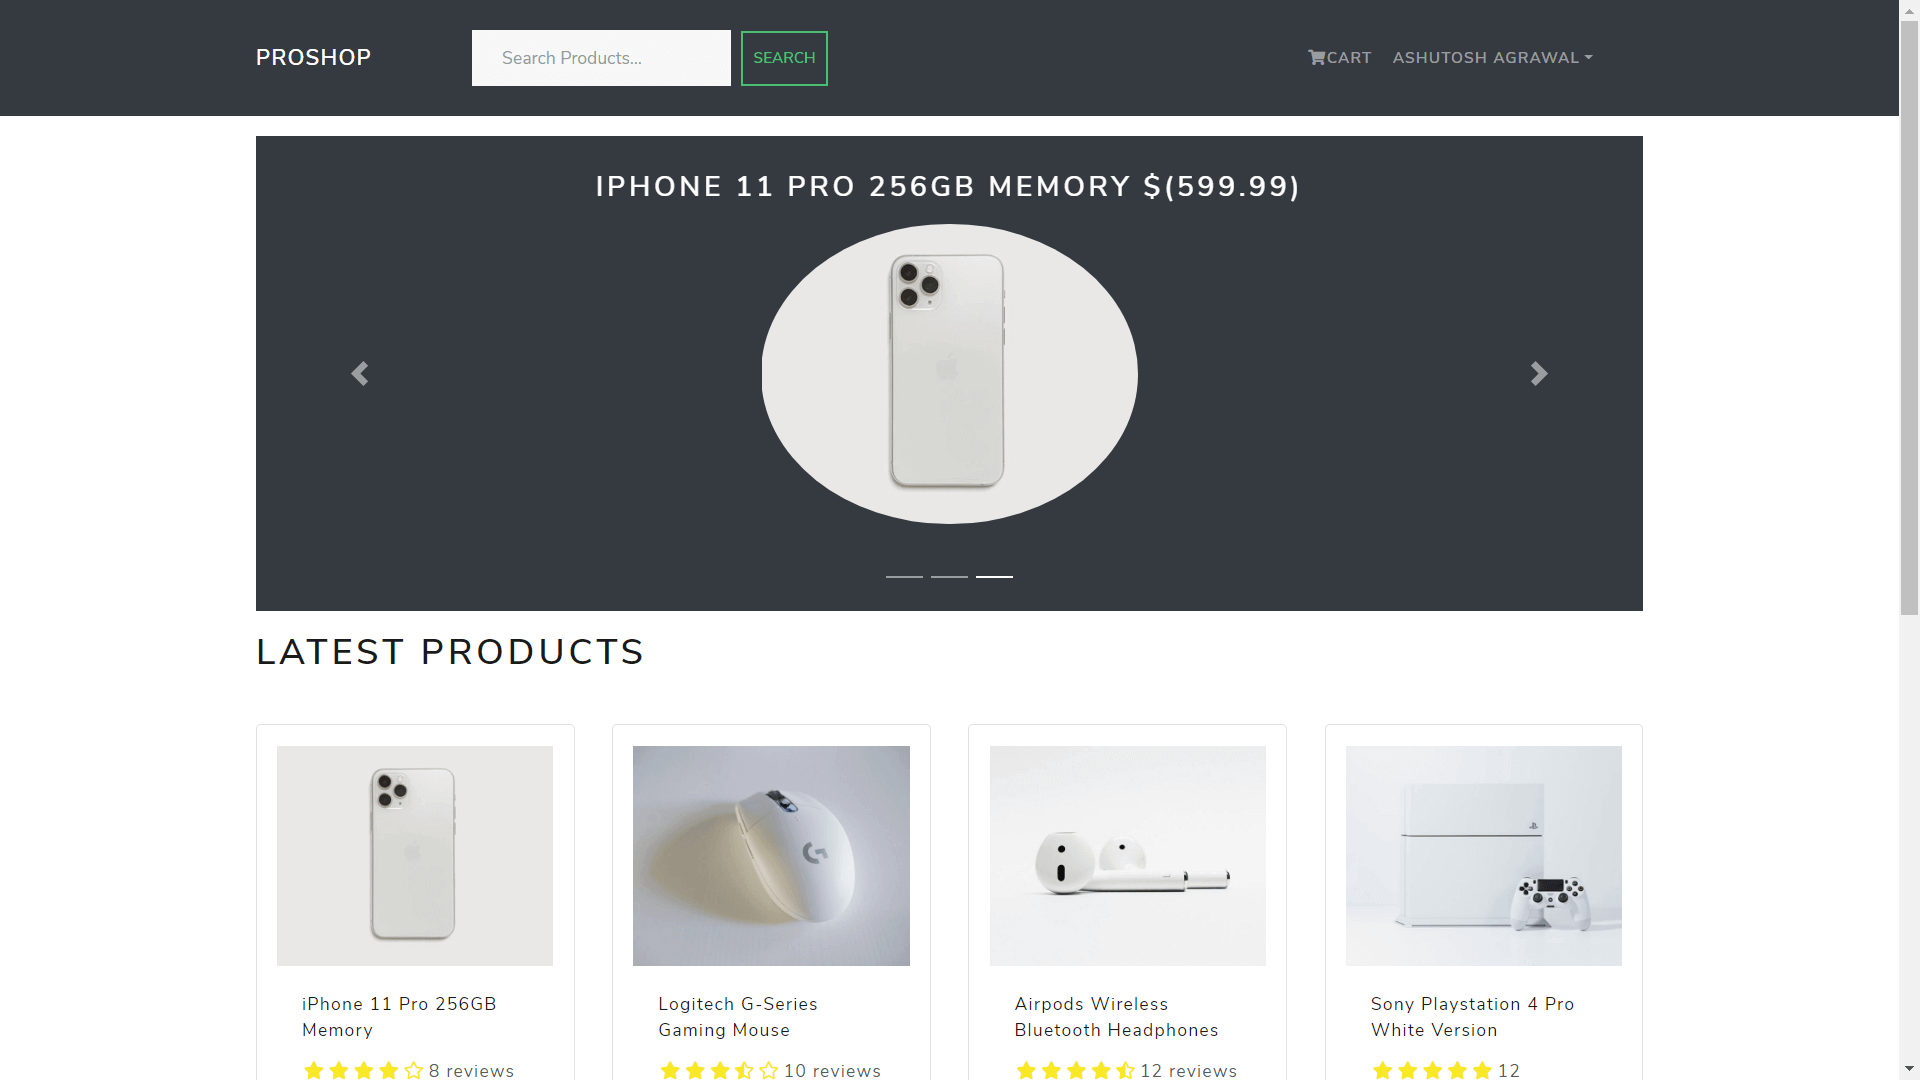 PROSHOP
Search Products...
SEARCH
CART
ASHUTOSH AGRAWAL
IPHONE 11 PRO 256GB MEMORY $(599.99)
LATEST PRODUCTS
iPhone 11 Pro 256GB
Memory
8 reviews
Logitech G-Series
Gaming Mouse
10 reviews
Airpods Wireless
Bluetooth Headphones
12 reviews
Sony Playstation 4 Pro
White Version
12